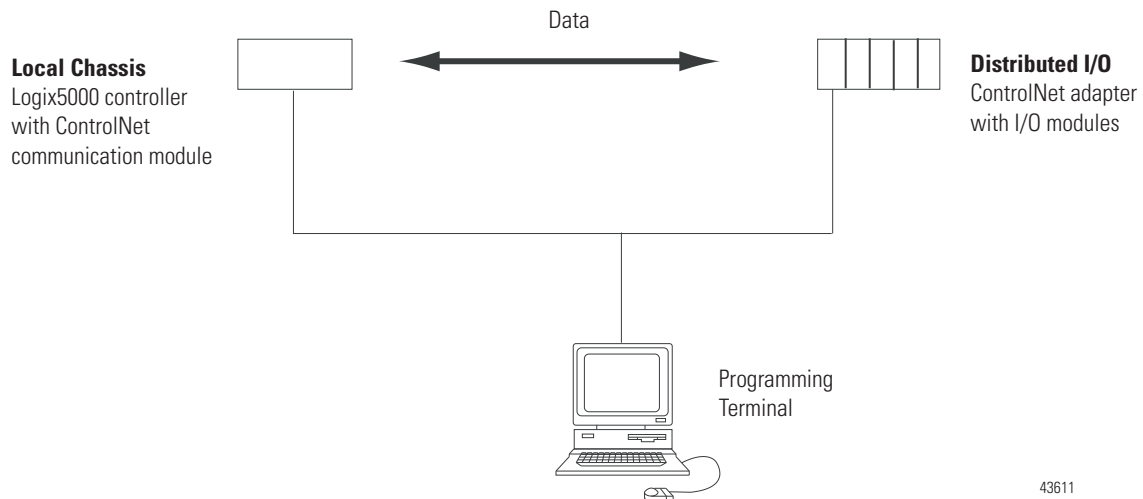 Data
Local Chassis
Logix5000 controller
with ControlNet
communication module
Distributed I/O
ControlNet adapter
with I/O modules
Programming
Terminal
43611